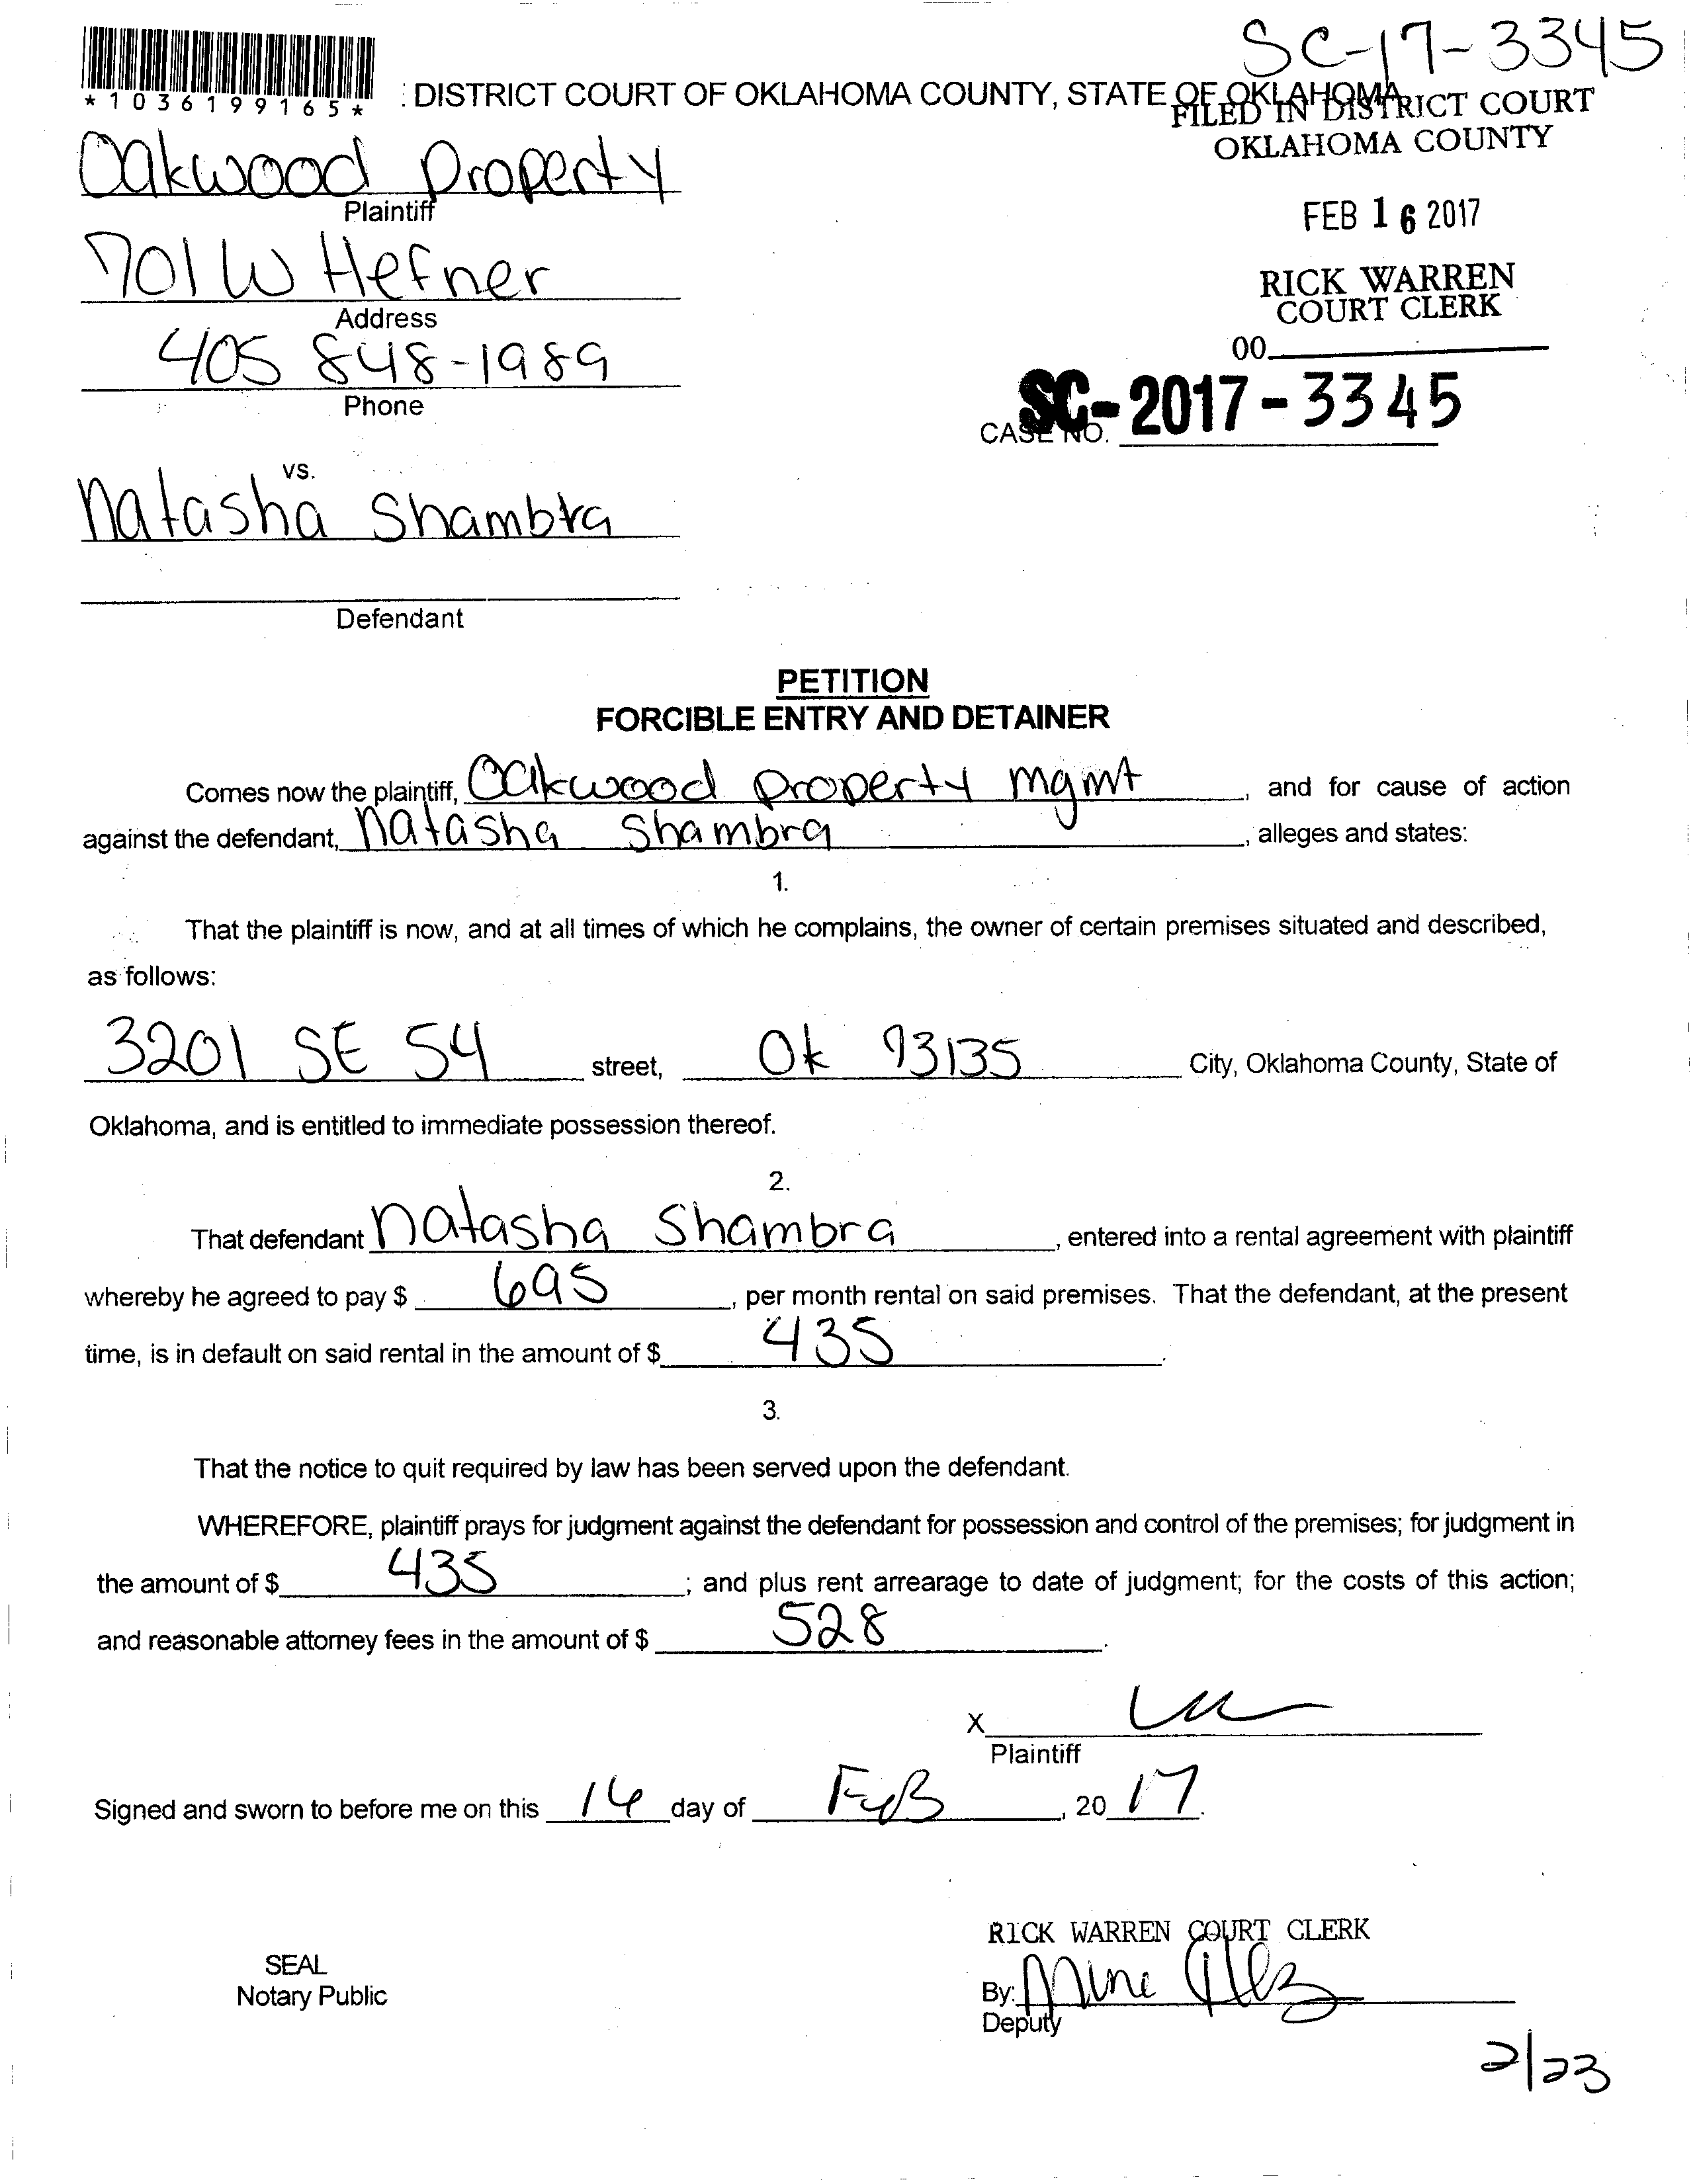 SC-17-3345
*1036199165*
: DISTRICT COURT OF OKLAHOMA COUNTY, STATE OF OKLAHOMA
FILED IN DISTRICT COURT
OKLAHOMA COUNTY
Oakwood Property
Plaintiff
FEB 16 2017
701 W Hefner
Address
RICK WARREN
COURT CLERK
405 848-1989
Phone
00
SC-2017-3345
CASE NO.
vs.
Natasha Shambra
Defendant
PETITION
FORCIBLE ENTRY AND DETAINER
Comes now the plaintiff, Oakwood Property mgmt, and for cause of action
against the defendant, Natasha Shambra, alleges and states:
1.
That the plaintiff is now, and at all times of which he complains, the owner of certain premises situated and described,
as follows:
3201 SE 54 street, Ok 73135 City, Oklahoma County, State of
Oklahoma, and is entitled to immediate possession thereof.
2.
That defendant Natasha Shambra, entered into a rental agreement with plaintiff
whereby he agreed to pay $ 695, per month rental on said premises. That the defendant, at the present
time, is in default on said rental in the amount of $ 435.
3.
That the notice to quit required by law has been served upon the defendant.
WHEREFORE, plaintiff prays for judgment against the defendant for possession and control of the premises; for judgment in
the amount of $ 435; and plus rent arrearage to date of judgment; for the costs of this action;
and reasonable attorney fees in the amount of $ 528.
X
Plaintiff
Signed and sworn to before me on this 16 day of FeB, 2017.
RICK WARREN COURT CLERK
SEAL
Notary Public
By:
Deputy
2/23